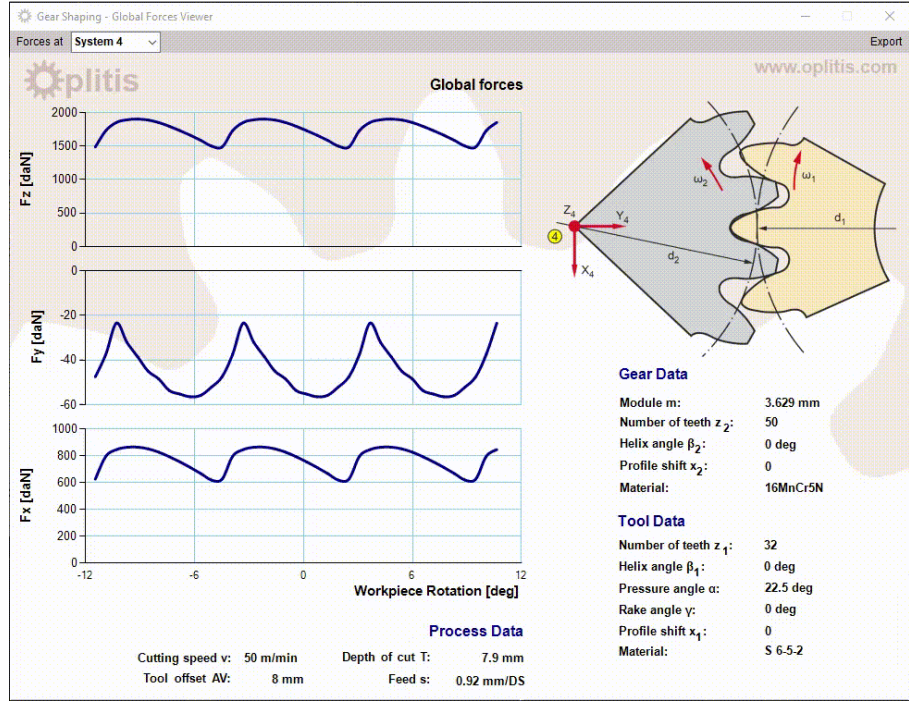 Gear Shaping - Global Forces Viewer
Forces at System 4 Export
Oplitis www.oplitis.com
Global forces
Fz [daN]
2000
1500
1000
500
0
Fy [daN]
0
-20
-40
-60
Fx [daN]
1000
800
600
400
200
0
-12 -6 0 6 12
Workpiece Rotation [deg]
Process Data
Cutting speed v: 50 m/min Depth of cut T: 7.9 mm
Tool offset AV: 8 mm Feed s: 0.92 mm/DS
ω2 ω1
Z4 Y4 d1
4
X4 d2
Gear Data
Module m: 3.629 mm
Number of teeth z2: 50
Helix angle β2: 0 deg
Profile shift x2: 0
Material: 16MnCr5N
Tool Data
Number of teeth z1: 32
Helix angle β1: 0 deg
Pressure angle α: 22.5 deg
Rake angle γ: 0 deg
Profile shift x1: 0
Material: S 6-5-2